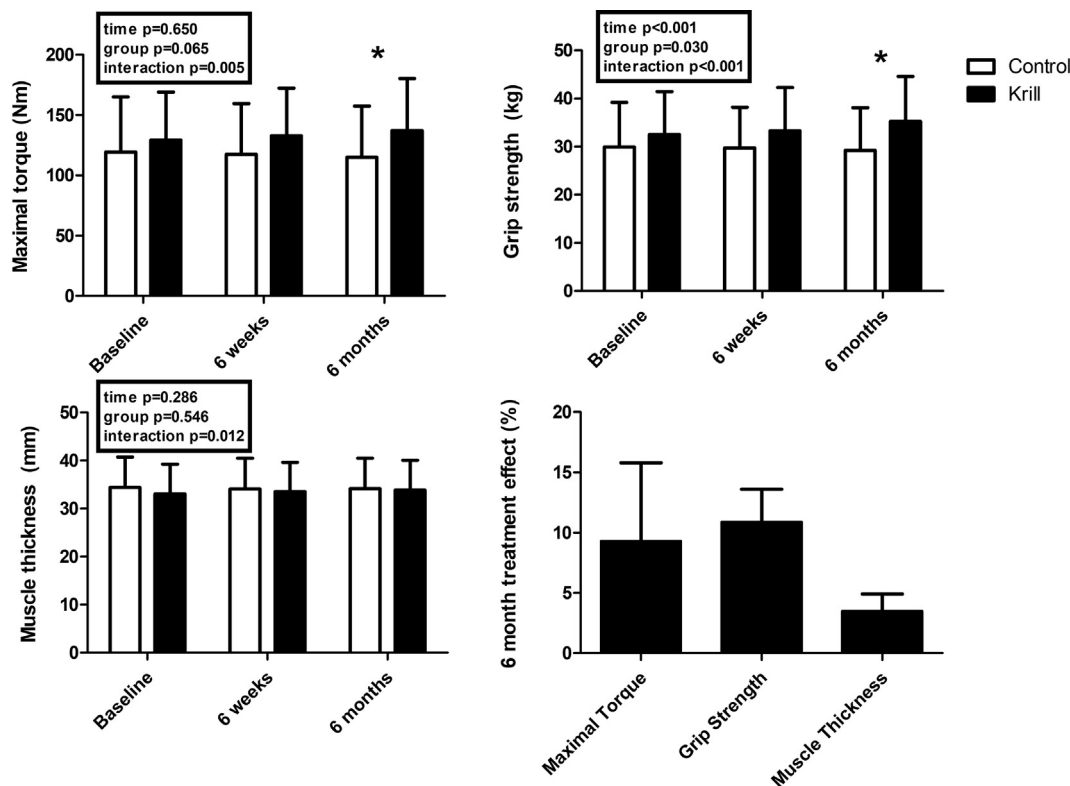 time p=0.650
group p=0.065
interaction p=0.005
*
Maximal torque (Nm)
200
150
100
50
0
Baseline
6 weeks
6 months
time p<0.001
group p=0.030
interaction p<0.001
*
Grip strength (kg)
50
40
30
20
10
0
Baseline
6 weeks
6 months
Control
Krill
time p=0.286
group p=0.546
interaction p=0.012
Muscle thickness (mm)
50
40
30
20
10
0
Baseline
6 weeks
6 months
6 month treatment effect (%)
20
15
10
5
0
Maximal Torque
Grip Strength
Muscle Thickness